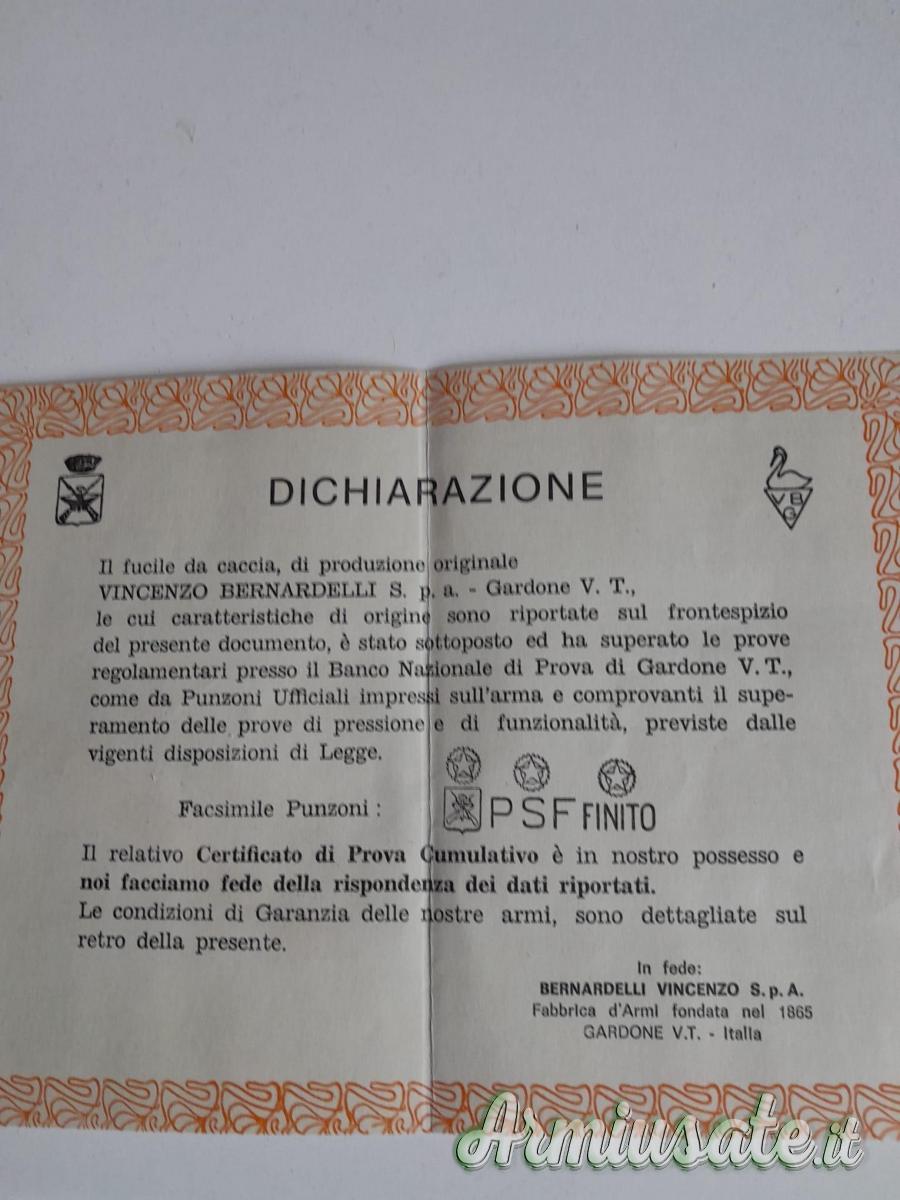 DICHIARAZIONE
VBG
Il fucile da caccia, di produzione originale
VINCENZO BERNARDELLI S. p. a. - Gardone V. T.,
le cui caratteristiche di origine sono riportate sul frontespizio
del presente documento, è stato sottoposto ed ha superato le prove
regolamentari presso il Banco Nazionale di Prova di Gardone V. T.,
come da Punzoni Ufficiali impressi sull'arma e comprovanti il supe-
ramento delle prove di pressione e di funzionalità, previste dalle
vigenti disposizioni di Legge.
Facsimile Punzoni : PSF FINITO
Il relativo Certificato di Prova Cumulativo è in nostro possesso e
noi facciamo fede della rispondenza dei dati riportati.
Le condizioni di Garanzia delle nostre armi, sono dettagliate sul
retro della presente.
In fede:
BERNARDELLI VINCENZO S. p. A.
Fabbrica d'Armi fondata nel 1865
GARDONE V.T. - Italia
Armiusate.it